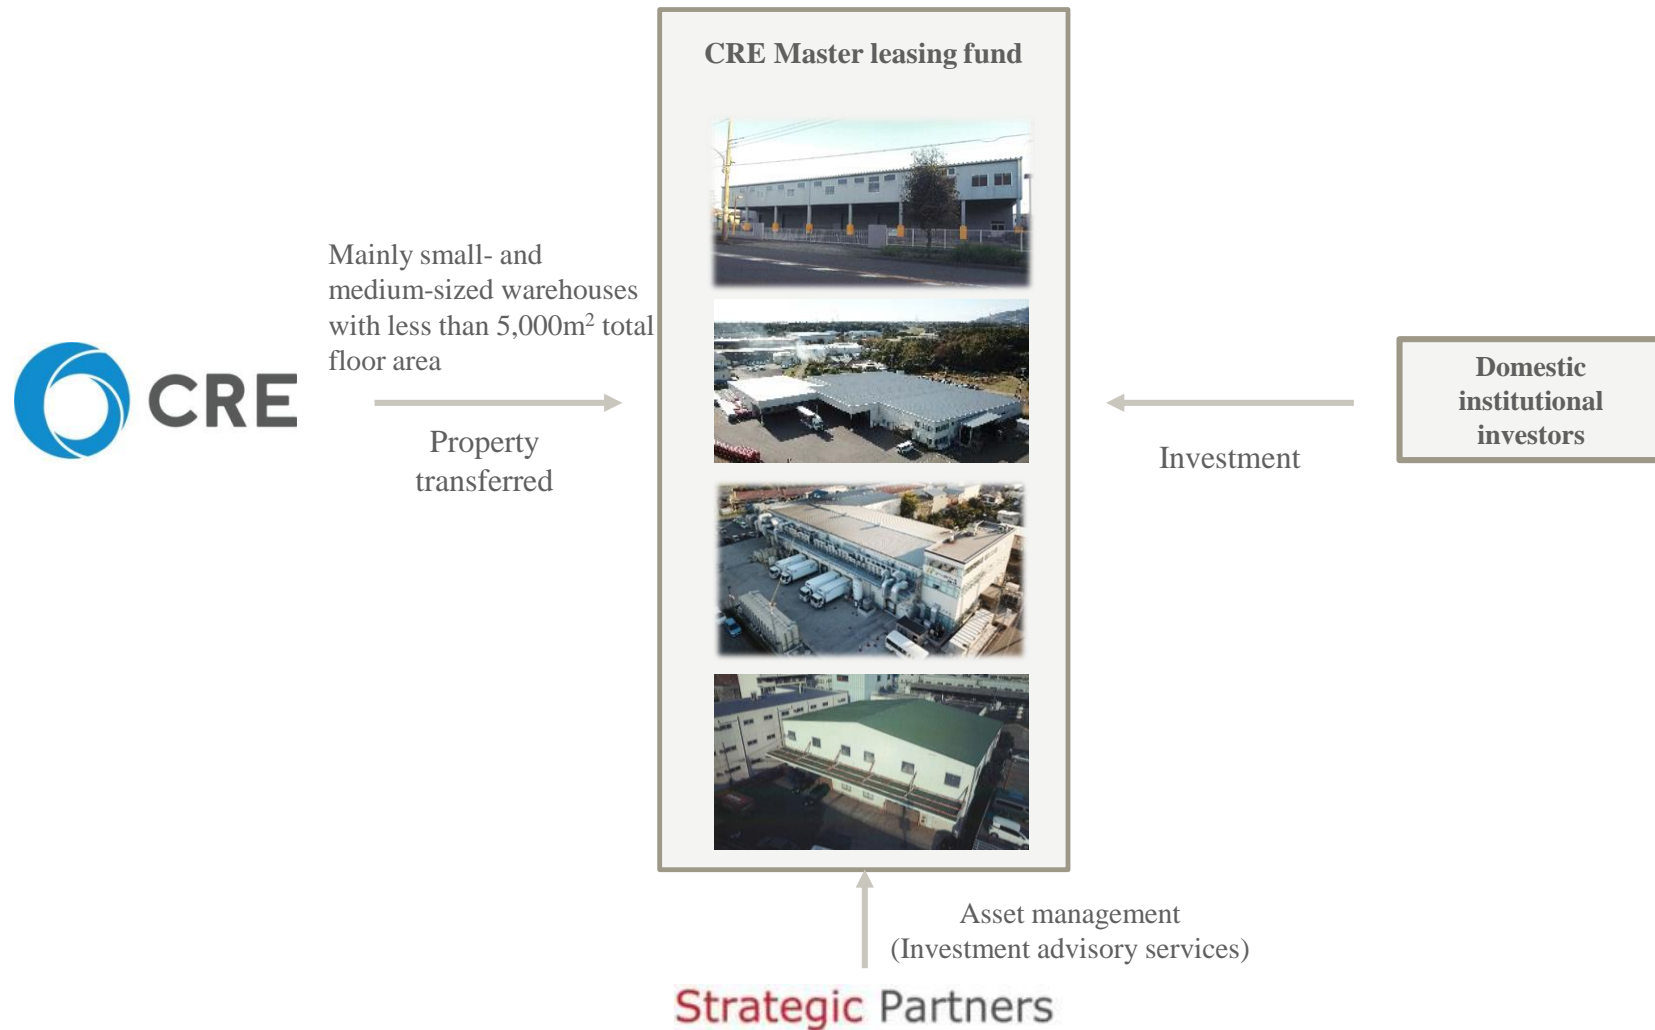 CRE Master leasing fund
Mainly small- and
medium-sized warehouses
with less than 5,000m² total
floor area
CRE
Property
transferred
Investment
Domestic
institutional
investors
Asset management
(Investment advisory services)
Strategic Partners